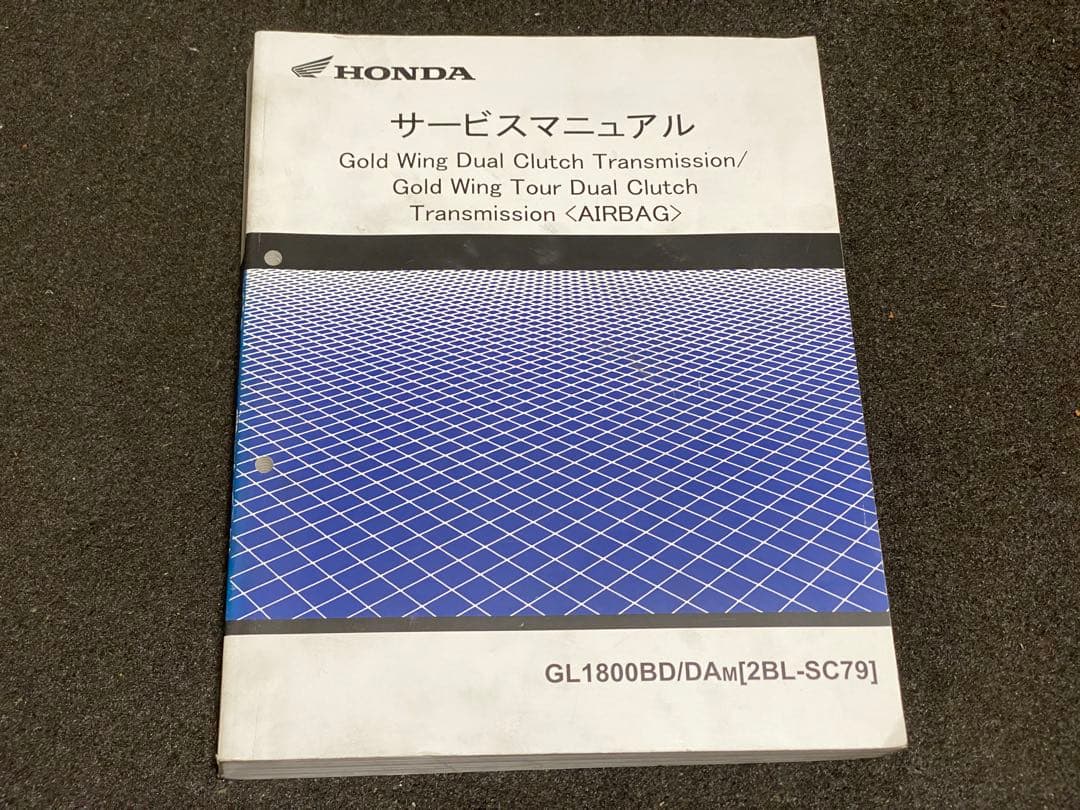 HONDA
サービスマニュアル
Gold Wing Dual Clutch Transmission/
Gold Wing Tour Dual Clutch
Transmission <AIRBAG>
GL1800BD/DAM[2BL-SC79]